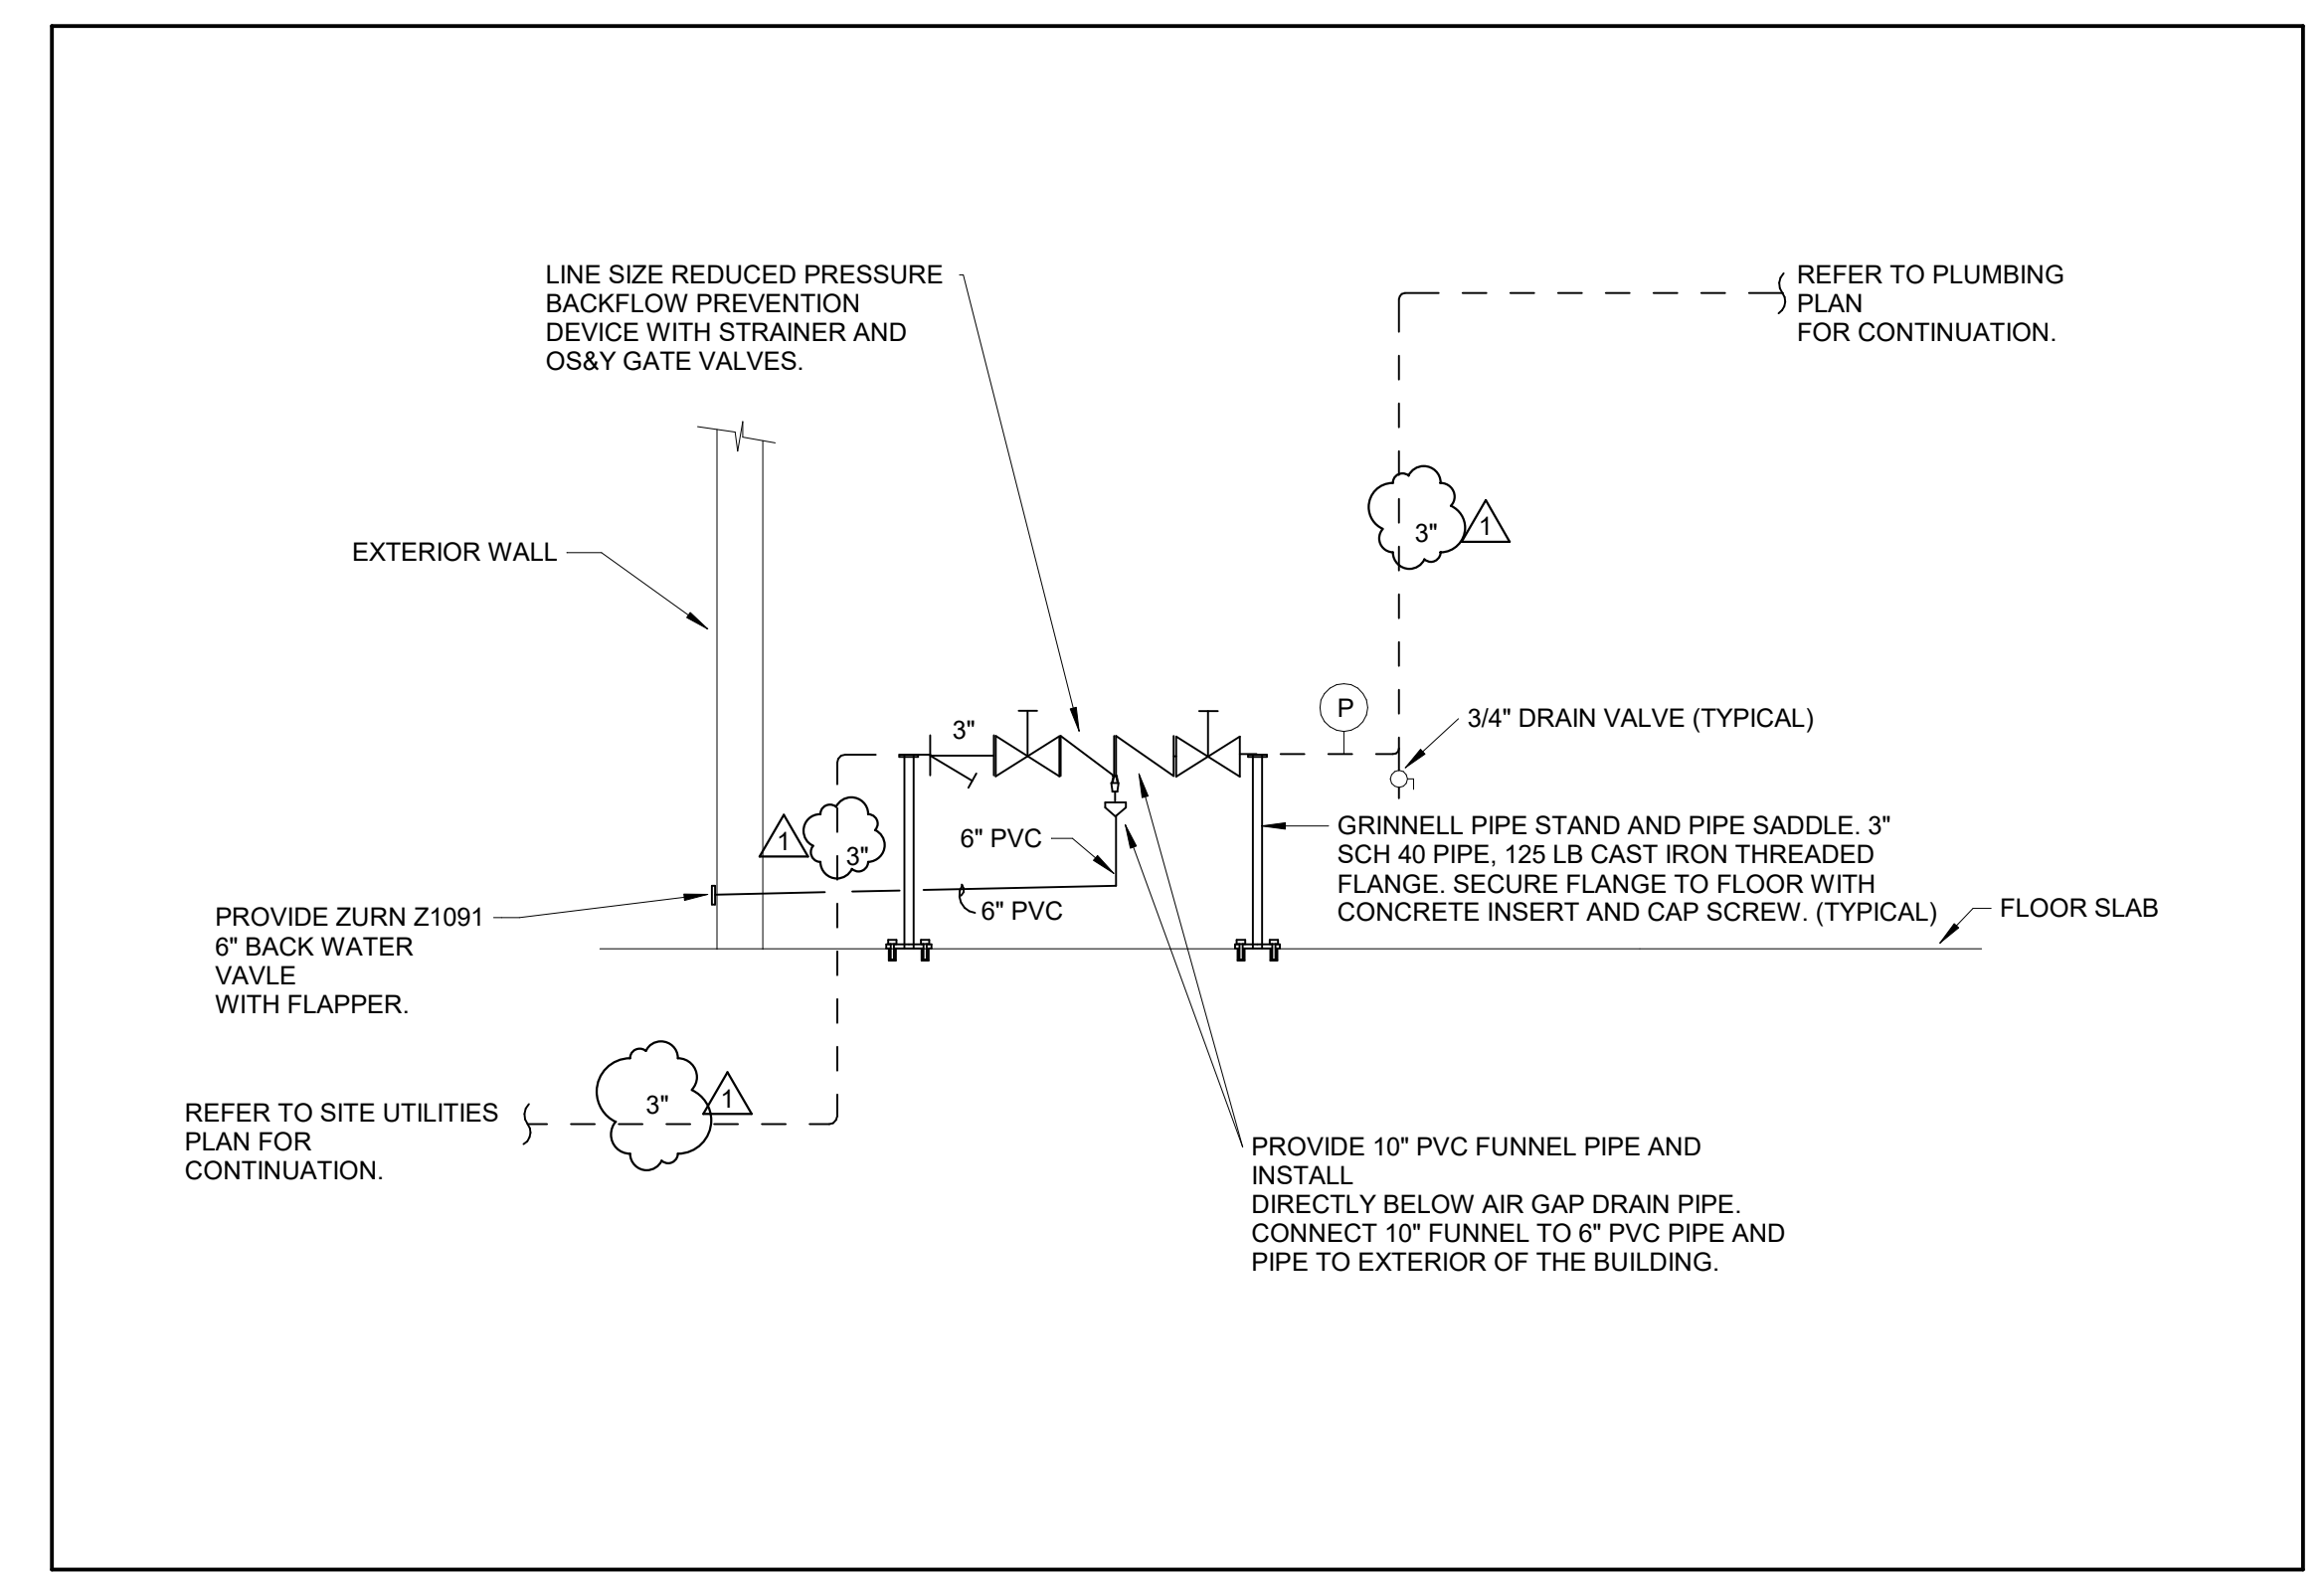 LINE SIZE REDUCED PRESSURE
BACKFLOW PREVENTION
DEVICE WITH STRAINER AND
OS&Y GATE VALVES.
REFER TO PLUMBING
PLAN
FOR CONTINUATION.
EXTERIOR WALL
3"
1
P
3/4" DRAIN VALVE (TYPICAL)
3"
1
3"
6" PVC
6" PVC
GRINNELL PIPE STAND AND PIPE SADDLE. 3"
SCH 40 PIPE, 125 LB CAST IRON THREADED
FLANGE. SECURE FLANGE TO FLOOR WITH
CONCRETE INSERT AND CAP SCREW. (TYPICAL)
FLOOR SLAB
PROVIDE ZURN Z1091
6" BACK WATER
VAVLE
WITH FLAPPER.
3"
1
REFER TO SITE UTILITIES
PLAN FOR
CONTINUATION.
PROVIDE 10" PVC FUNNEL PIPE AND
INSTALL
DIRECTLY BELOW AIR GAP DRAIN PIPE.
CONNECT 10" FUNNEL TO 6" PVC PIPE AND
PIPE TO EXTERIOR OF THE BUILDING.